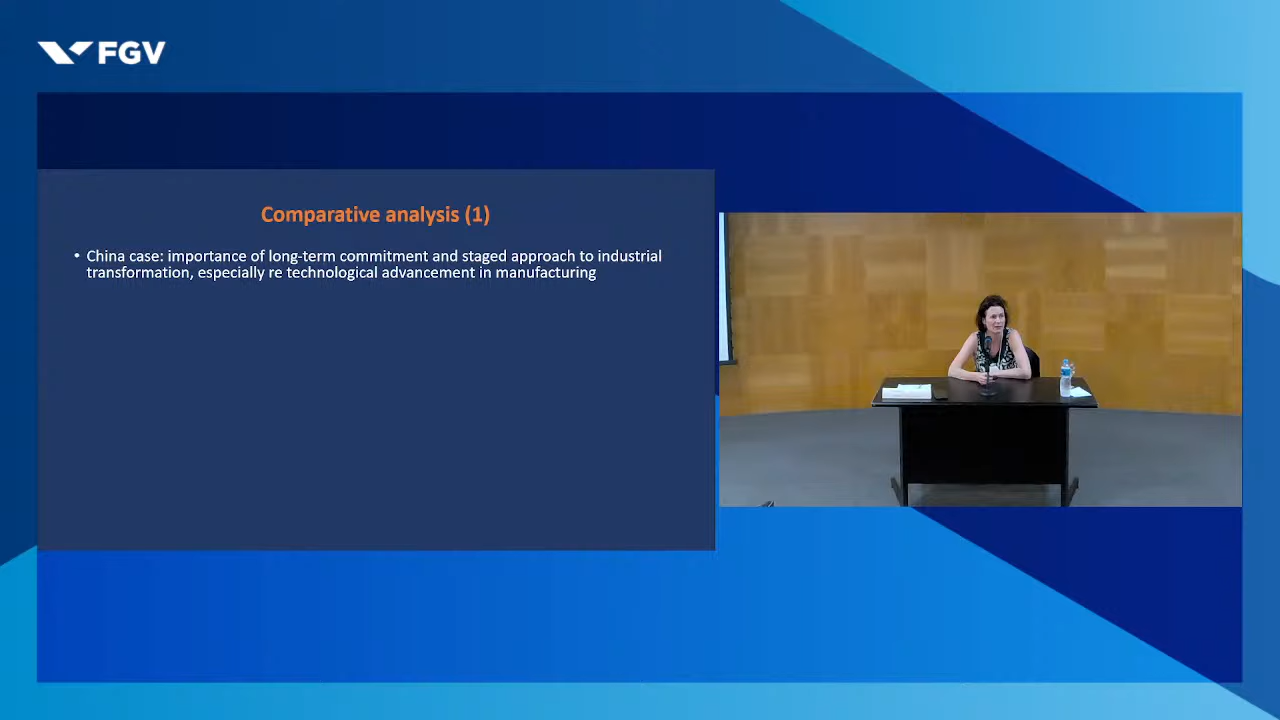 FGV
Comparative analysis (1)
• China case: importance of long-term commitment and staged approach to industrial
transformation, especially re technological advancement in manufacturing